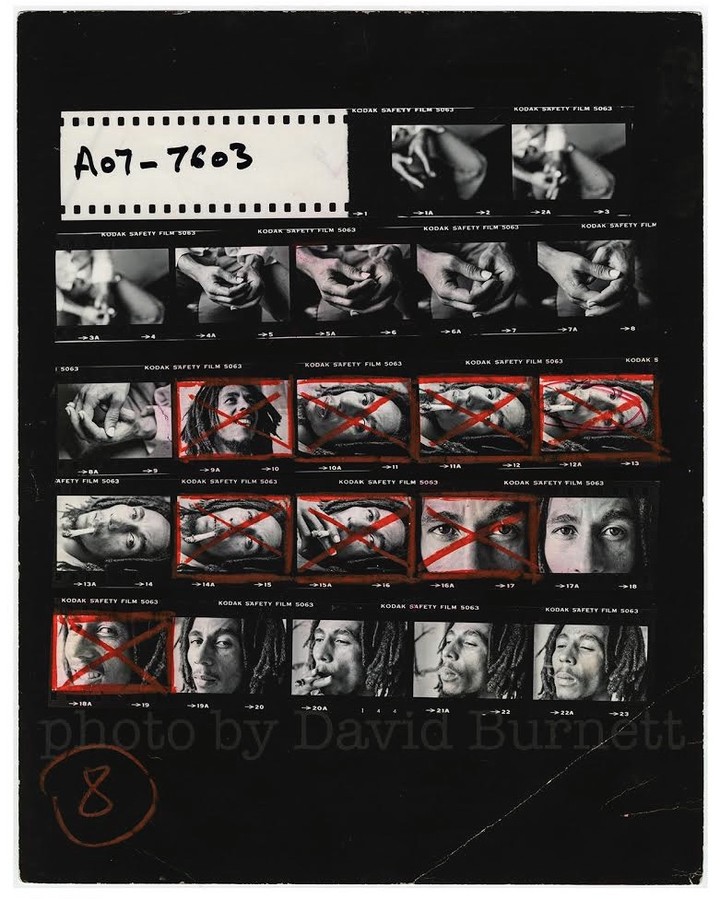 KODAK SAFETY FILM 5063 KODAK SAFETY FILM 5063
A07-7603
→1 →1A →2 →2A →3
KODAK SAFETY FILM 5063 KODAK SAFETY FILM 5063 KODAK SAFETY FILM 5063 KODAK SAFETY FILM
→3A →4 →4A →5 →5A →6 →6A →7 →7A →8
5063 KODAK SAFETY FILM 5063 KODAK SAFETY FILM 5063 KODAK SAFETY FILM 5063 KODAK S
→8A →9 →9A →10 →10A →11 →11A →12 →12A →13
AFETY FILM 5063 KODAK SAFETY FILM 5063 KODAK SAFETY FILM 5063 KODAK SAFETY FILM 5063
→13A →14 →14A →15 →15A →16 →16A →17 →17A →18
KODAK SAFETY FILM 5063 KODAK SAFETY FILM 5063 KODAK SAFETY FILM 5063 KODAK SAFETY FILM 5063
→18A →19 →19A →20 →20A 144 →21A →22 →22A →23
photo by David Burnett
8